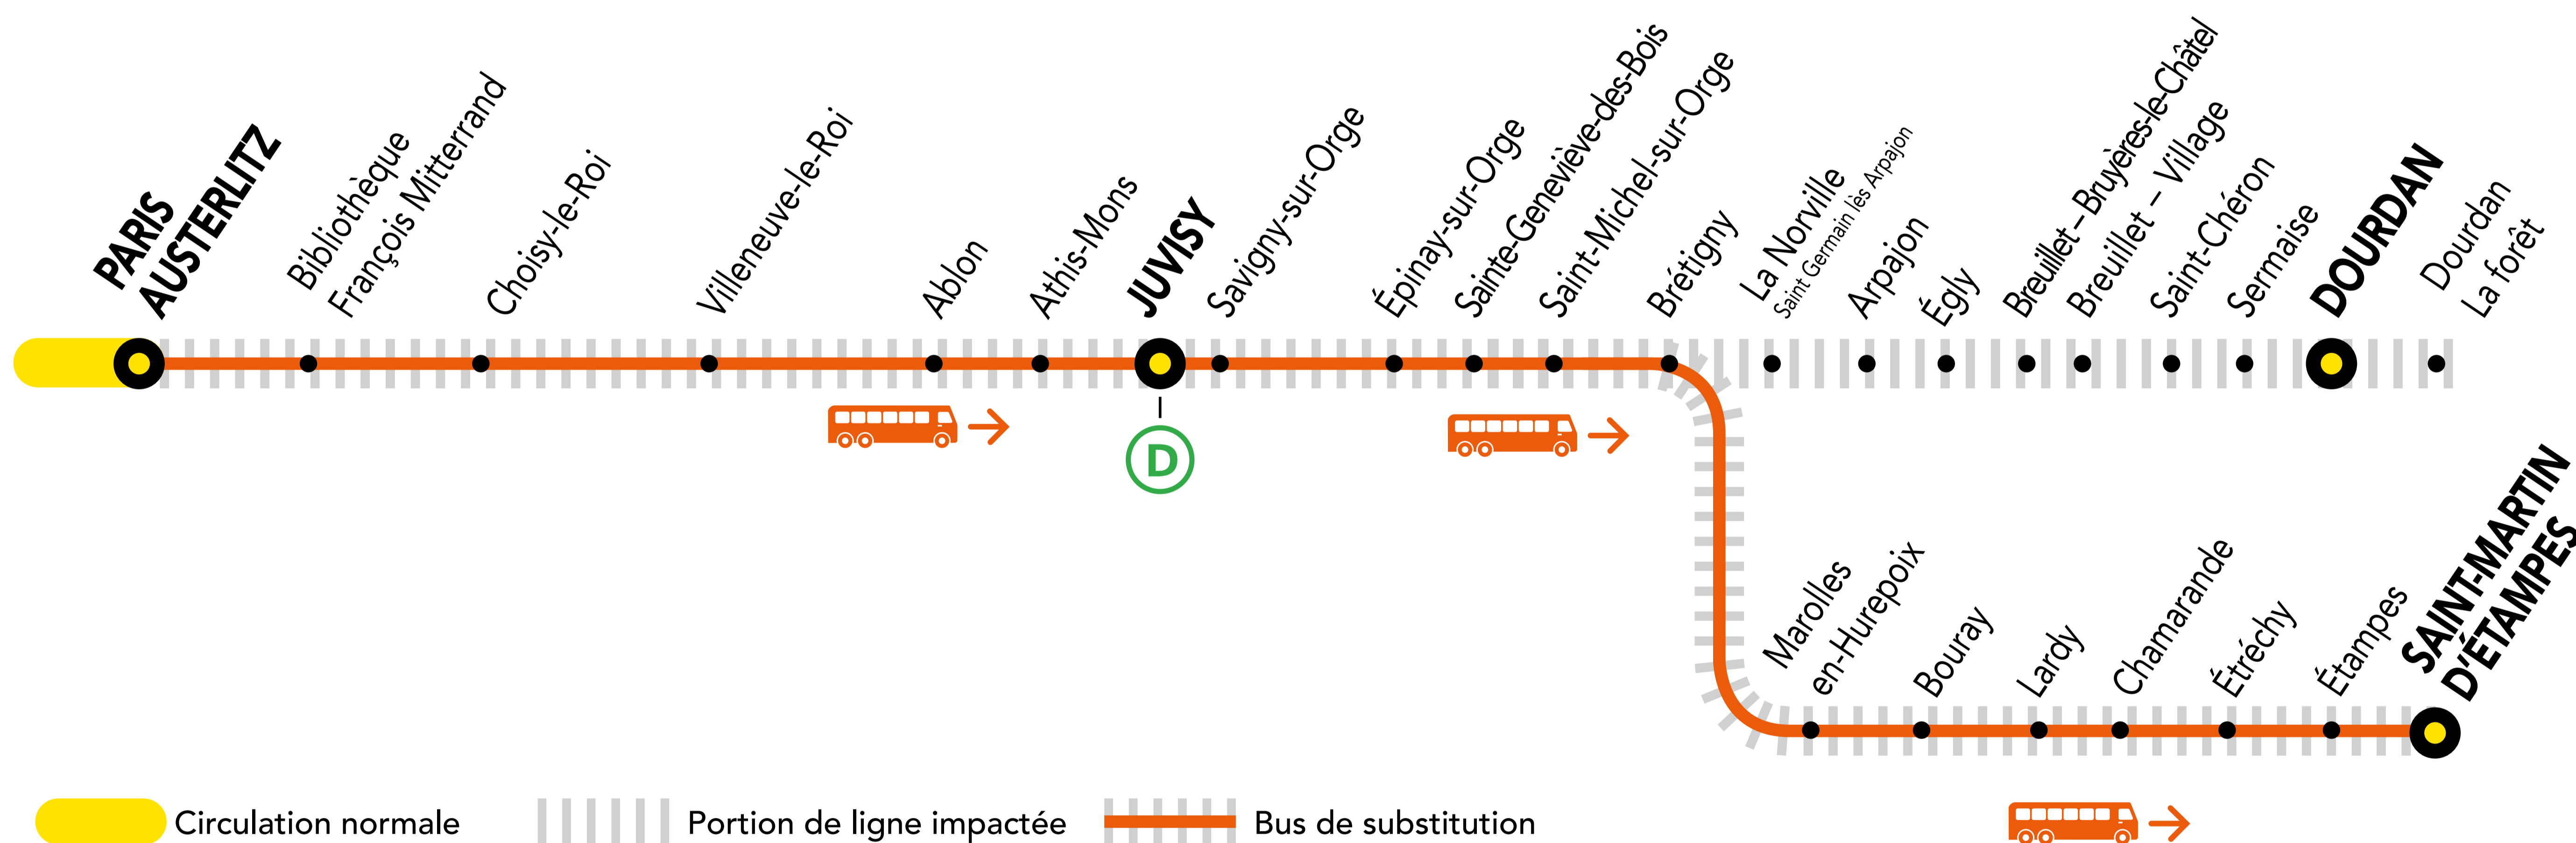 PARIS
AUSTERLITZ
Bibliothèque
François Mitterrand
Choisy-le-Roi
Villeneuve-le-Roi
Ablon
Athis-Mons
JUVISY
Savigny-sur-Orge
Épinay-sur-Orge
Sainte-Geneviève-des-Bois
Saint-Michel-sur-Orge
Brétigny
La Norville
Saint Germain lès Arpajon
Arpajon
Égly
Breuillet – Bruyères-le-Châtel
Breuillet – Village
Saint-Chéron
Sermaise
DOURDAN
Dourdan
La forêt
D
Marolles
en-Hurepoix
Bouray
Lardy
Chamarande
Étréchy
Étampes
SAINT-MARTIN
D'ÉTAMPES
Circulation normale
Portion de ligne impactée
Bus de substitution